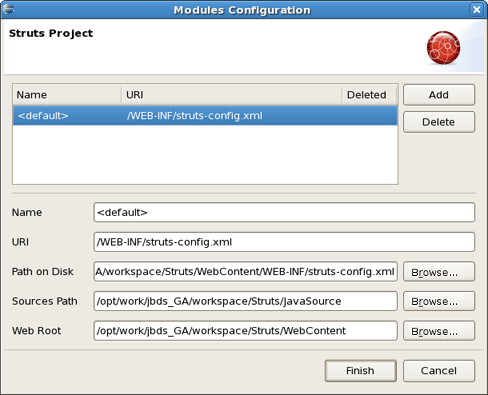 Modules Configuration
Struts Project
Name URI Deleted
<default> /WEB-INF/struts-config.xml
Add
Delete
Name <default>
URI /WEB-INF/struts-config.xml
Path on Disk A/workspace/Struts/WebContent/WEB-INF/struts-config.xml Browse...
Sources Path /opt/work/jbds_GA/workspace/Struts/JavaSource Browse...
Web Root /opt/work/jbds_GA/workspace/Struts/WebContent Browse...
Finish Cancel